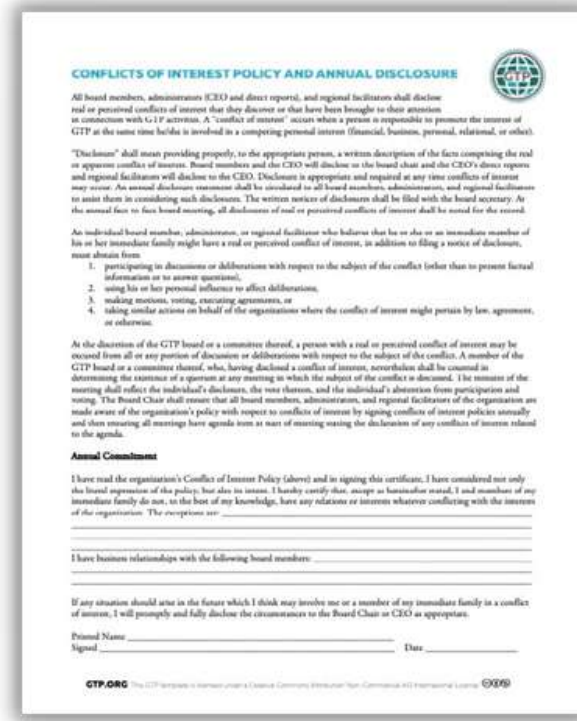 CONFLICTS OF INTEREST POLICY AND ANNUAL DISCLOSURE
GTP
All board members, administrators (CEO and direct reports), and regional facilitators shall disclose
real or perceived conflicts of interest that they discover or that have been brought to their attention
in connection with GTP activities. A "conflict of interest" occurs when a person is responsible to promote the interest of
GTP at the same time he/she is involved in a competing personal interest (financial, business, personal, relational, or other).
"Disclosure" shall mean providing properly, to the appropriate person, a written description of the facts comprising the real
or apparent conflict of interest. Board members and the CEO will disclose to the board chair and the CEO's direct reports
and regional facilitators will disclose to the CEO. Disclosure is appropriate and required at any time conflicts of interest
may occur. An annual disclosure statement shall be circulated to all board members, administrators, and regional facilitators
to assist them in considering such disclosures. The written notices of disclosures shall be filed with the board secretary. At
the annual face to face board meeting, all disclosures of real or perceived conflicts of interest shall be noted for the record.
An individual board member, administrator, or regional facilitator who believes that he or she or an immediate member of
his or her immediate family might have a real or perceived conflict of interest, in addition to filing a notice of disclosure,
must abstain from
1. participating in discussions or deliberations with respect to the subject of the conflict (other than to present factual
information or to answer questions),
2. using his or her personal influence to affect deliberations,
3. making motions, voting, executing agreements, or
4. taking similar actions on behalf of the organizations where the conflict of interest might pertain by law, agreement,
or otherwise.
At the discretion of the GTP board or a committee thereof, a person with a real or perceived conflict of interest may be
excused from all or any portion of discussion or deliberations with respect to the subject of the conflict. A member of the
GTP board or a committee thereof, who, having disclosed a conflict of interest, nevertheless shall be counted in
determining the existence of a quorum at any meeting in which the subject of the conflict is discussed. The minutes of the
meeting shall reflect the individual's disclosure, the vote thereon, and the individual's abstention from participation and
voting. The Board Chair shall ensure that all board members, administrators, and regional facilitators of the organization are
made aware of the organization's policy with respect to conflicts of interest by signing conflicts of interest policies annually
and then ensuring all meetings have agenda item at start of meeting stating the declaration of any conflicts of interest related
to the agenda.
Annual Commitment
I have read the organization's Conflict of Interest Policy (above) and in signing this certificate, I have considered not only
the literal expression of the policy, but also its intent. I hereby certify that, except as hereinafter stated, I and members of my
immediate family do not, to the best of my knowledge, have any relations or interests whatever conflicting with the interests
of the organization. The exceptions are:
I have business relationships with the following board members:
If any situation should arise in the future which I think may involve me or a member of my immediate family in a conflict
of interest, I will promptly and fully disclose the circumstances to the Board Chair or CEO as appropriate.
Printed Name
Signed Date
GTP.ORG This GTP template is licensed under a Creative Commons Attribution Non-Commercial 4.0 International License